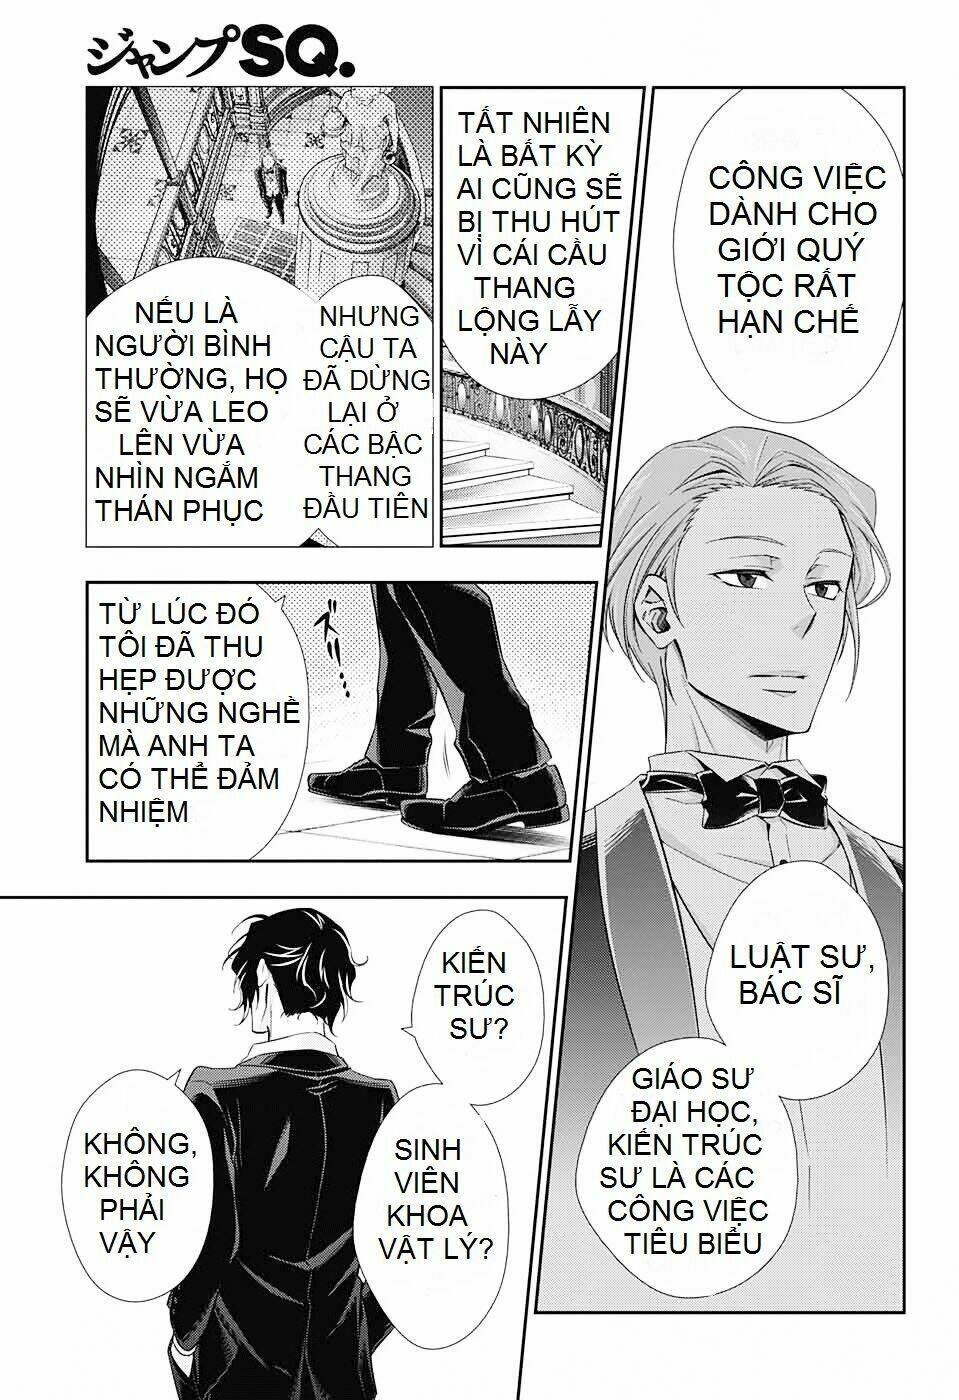 ジャンプSQ.
CÔNG VIỆC
DÀNH CHO
GIỚI QUÝ
TỘC RẤT
HẠN CHẾ
LUẬT SƯ,
BÁC SĨ
GIÁO SƯ
ĐẠI HỌC,
KIẾN TRÚC
SƯ LÀ CÁC
CÔNG VIỆC
TIÊU BIỂU
TẤT NHIÊN
LÀ BẤT KỲ
AI CŨNG SẼ
BỊ THU HÚT
VÌ CÁI CẦU
THANG
LỘNG LẪY
NÀY
NHƯNG
CẬU TA
ĐÃ DỪNG
LẠI Ở
CÁC BẬC
THANG
ĐẦU TIÊN
NẾU LÀ
NGƯỜI BÌNH
THƯỜNG, HỌ
SẼ VỪA LEO
LÊN VỪA
NHÌN NGẮM
THÁN PHỤC
TỪ LÚC ĐÓ
TÔI ĐÃ THU
HẸP ĐƯỢC
NHỮNG NGHỀ
MÀ ANH TA
CÓ THỂ ĐẢM
NHIỆM
KIẾN
TRÚC
SƯ?
SINH
VIÊN
KHOA
VẬT LÝ?
KHÔNG,
KHÔNG
PHẢI
VẬY